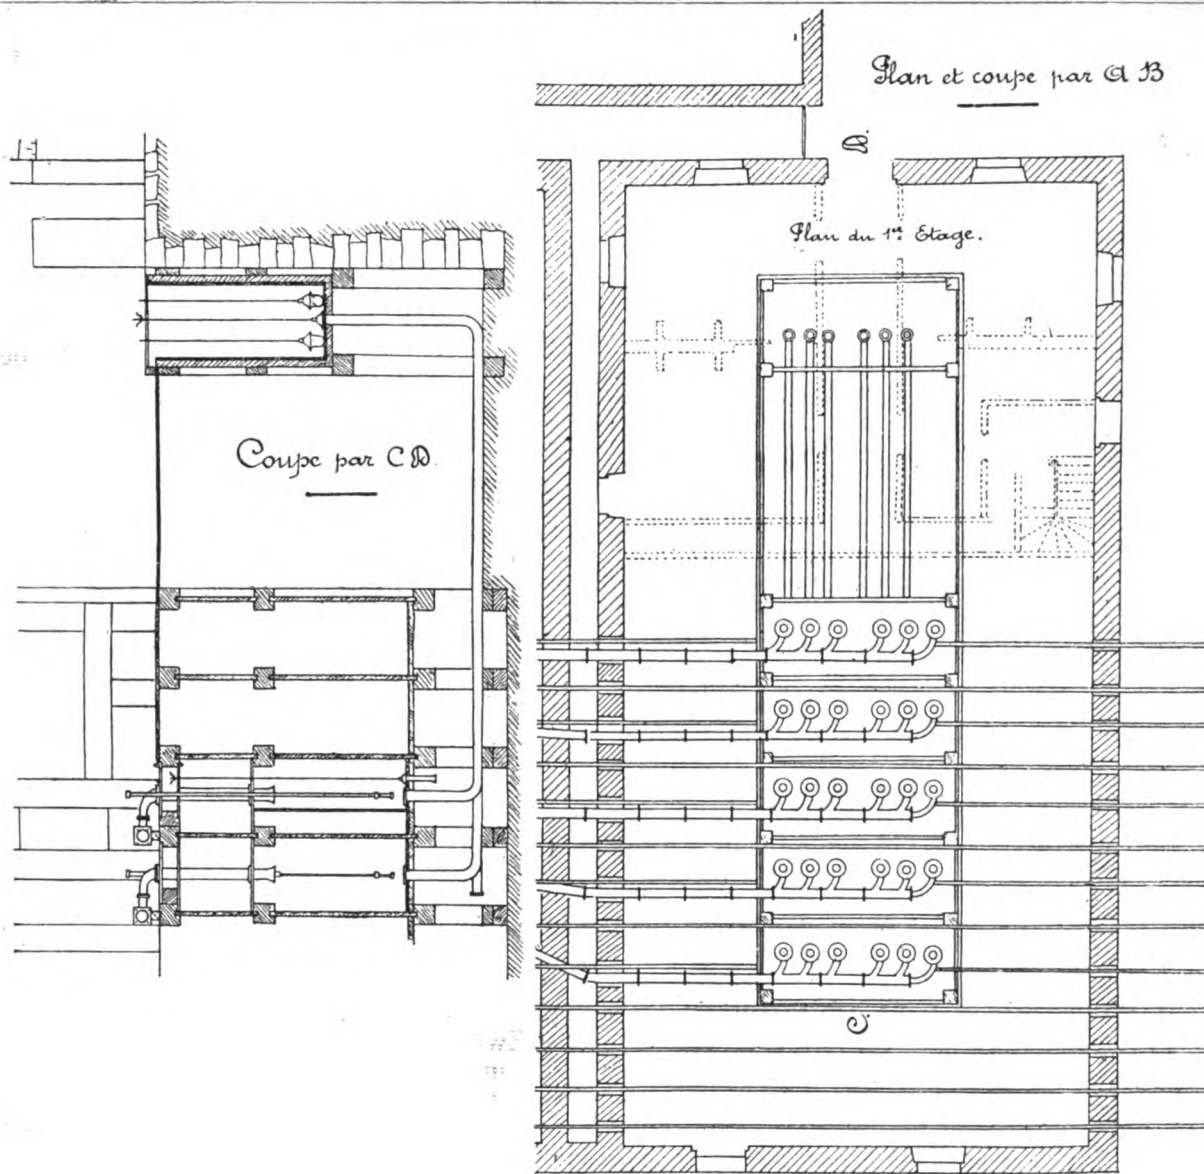 Plan et coupe par A B
D.
Plan du 1er Etage.
Coupe par C D.
C.